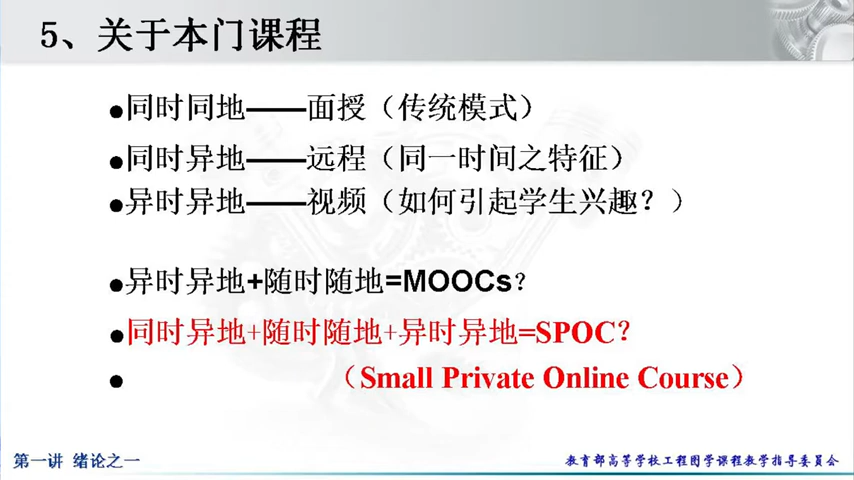 5、关于本门课程
●同时同地——面授（传统模式）
●同时异地——远程（同一时间之特征）
●异时异地——视频（如何引起学生兴趣？）
●异时异地+随时随地=MOOCs?
●同时异地+随时随地+异时异地=SPOC?
●（Small Private Online Course）
第一讲 绪论之一
教育部高等学校工程图学课程教学指导委员会